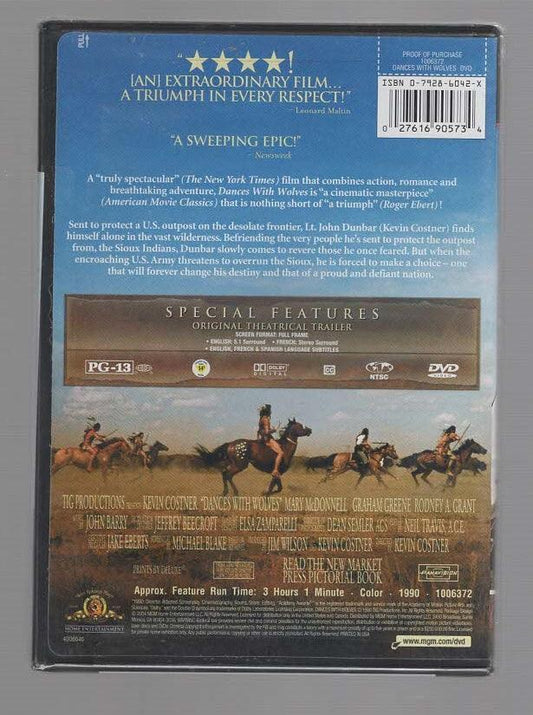 PULL
PROOF OF PURCHASE
1006372
DANCES WITH WOLVES DVD
ISBN 0-7928-6042-X
0 27616 90573 4
"★★★★!
[AN] EXTRAORDINARY FILM...
A TRIUMPH IN EVERY RESPECT!"
- Leonard Maltin
"A SWEEPING EPIC!"
- Newsweek
A "truly spectacular" (The New York Times) film that combines action, romance and
breathtaking adventure, Dances With Wolves is "a cinematic masterpiece"
(American Movie Classics) that is nothing short of "a triumph" (Roger Ebert)!
Sent to protect a U.S. outpost on the desolate frontier, Lt. John Dunbar (Kevin Costner) finds
himself alone in the vast wilderness. Befriending the very people he's sent to protect the outpost
from, the Sioux Indians, Dunbar slowly comes to revere those he once feared. But when the
encroaching U.S. Army threatens to overrun the Sioux, he is forced to make a choice – one
that will forever change his destiny and that of a proud and defiant nation.
SPECIAL FEATURES
ORIGINAL THEATRICAL TRAILER
SCREEN FORMAT: FULL FRAME
• ENGLISH: 5.1 Surround • FRENCH: Stereo Surround
• ENGLISH, FRENCH & SPANISH LANGUAGE SUBTITLES
PG-13 DOLBY DIGITAL CC NTSC DVD VIDEO
TIG PRODUCTIONS KEVIN COSTNER "DANCES WITH WOLVES" MARY McDONNELL GRAHAM GREENE RODNEY A. GRANT
JOHN BARRY JEFFREY BEECROFT ELSA ZAMPARELLI DEAN SEMLER ACS NEIL TRAVIS, A.C.E.
JAKE EBERTS MICHAEL BLAKE JIM WILSON KEVIN COSTNER KEVIN COSTNER
PRINTS BY DELUXE READ THE NEW MARKET
PRESS PICTORIAL BOOK PANAVISION
Approx. Feature Run Time: 3 Hours 1 Minute - Color - 1990 - 1006372
HOME ENTERTAINMENT
www.mgm.com/dvd